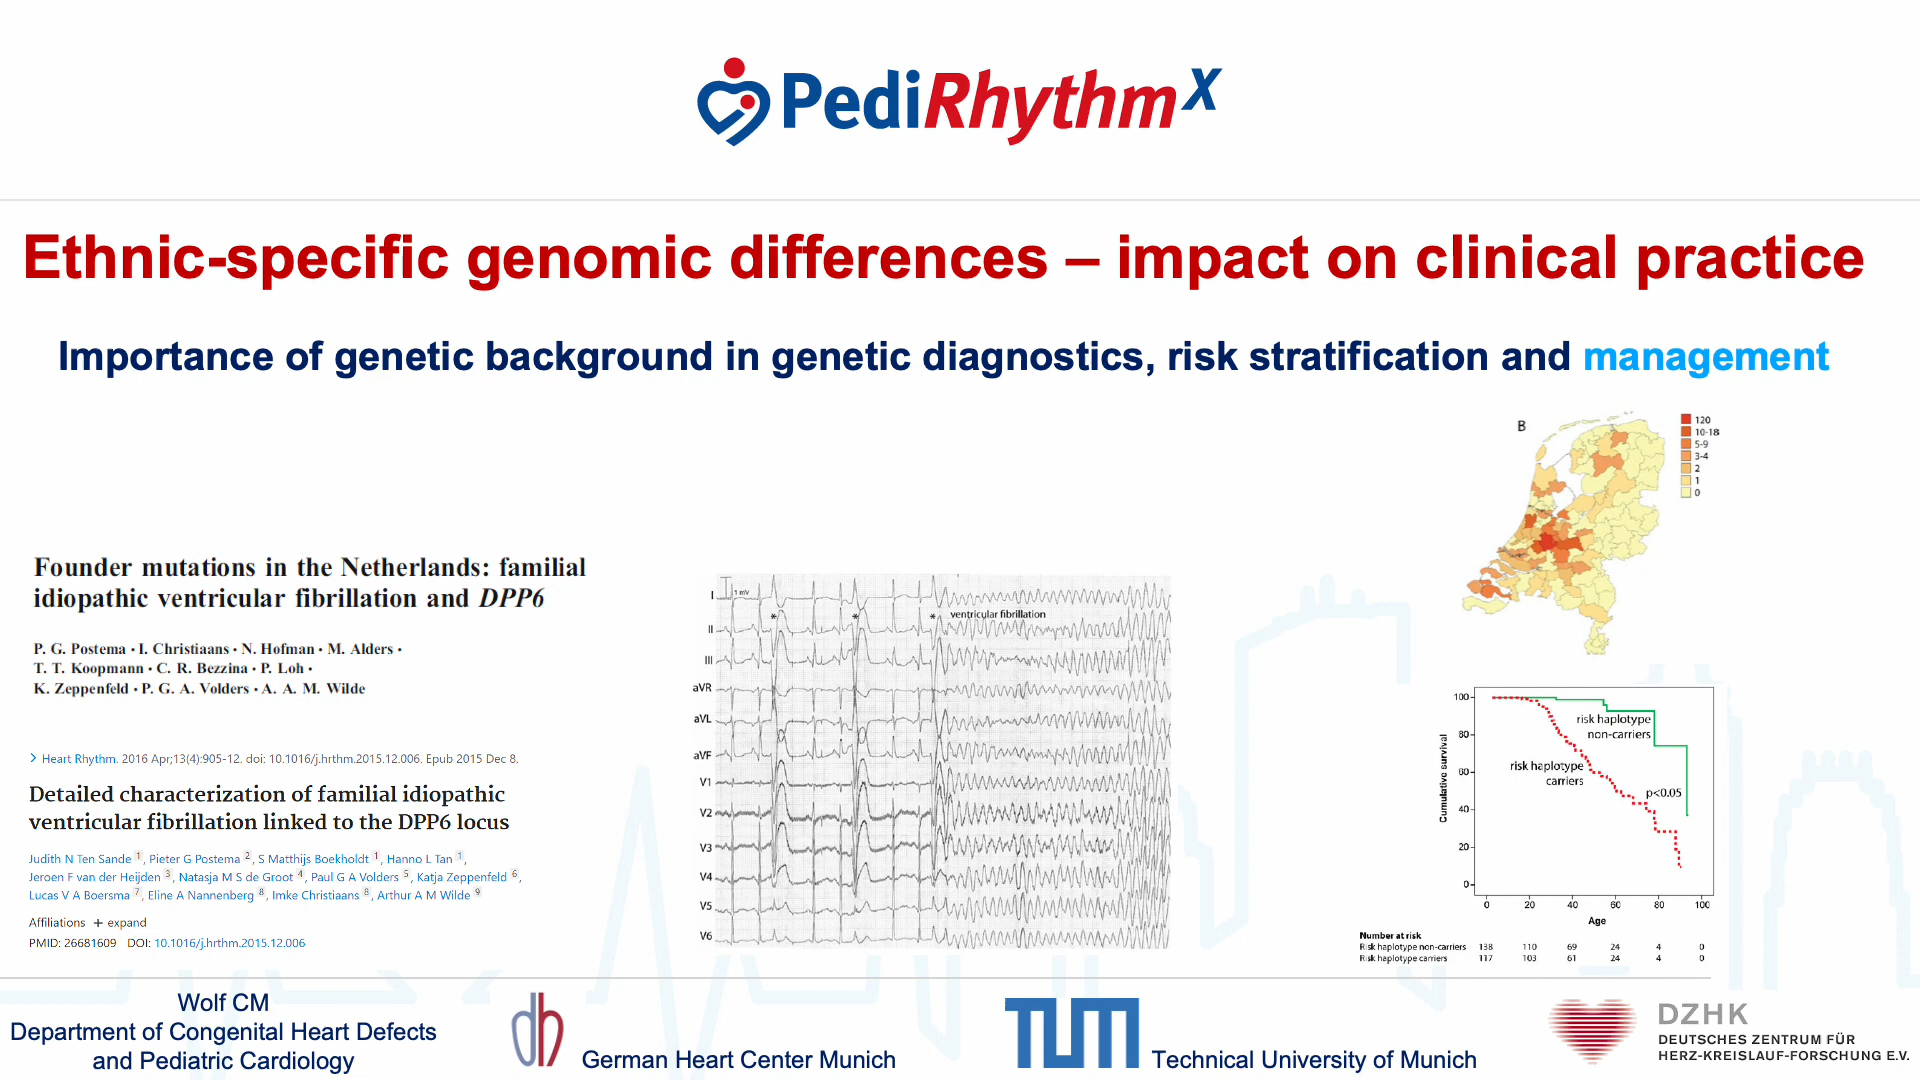 PediRhythmX
Ethnic-specific genomic differences – impact on clinical practice
Importance of genetic background in genetic diagnostics, risk stratification and management
Founder mutations in the Netherlands: familial
idiopathic ventricular fibrillation and DPP6
P. G. Postema • I. Christiaans • N. Hofman • M. Alders •
T. T. Koopmann • C. R. Bezzina • P. Loh •
K. Zeppenfeld • P. G. A. Volders • A. A. M. Wilde
> Heart Rhythm. 2016 Apr;13(4):905-12. doi: 10.1016/j.hrthm.2015.12.006. Epub 2015 Dec 8.
Detailed characterization of familial idiopathic
ventricular fibrillation linked to the DPP6 locus
Judith N Ten Sande 1, Pieter G Postema 2, S Matthijs Boekholdt 1, Hanno L Tan 1,
Jeroen F van der Heijden 3, Natasja M S de Groot 4, Paul G A Volders 5, Katja Zeppenfeld 6,
Lucas V A Boersma 7, Eline A Nannenberg 8, Imke Christiaans 8, Arthur A M Wilde 9
Affiliations + expand
PMID: 26681609 DOI: 10.1016/j.hrthm.2015.12.006
1 mV
* * * ventricular fibrillation
I
II
III
aVR
aVL
aVF
V1
V2
V3
V4
V5
V6
B
120
10-18
5-9
3-4
2
1
0
Cumulative survival
100
80
60
40
20
0
risk haplotype
non-carriers
risk haplotype
carriers
p<0.05
0 20 40 60 80 100
Age
Number at risk
Risk haplotype non-carriers 138 110 69 24 4 0
Risk haplotype carriers 117 103 61 24 4 0
Wolf CM
Department of Congenital Heart Defects
and Pediatric Cardiology
dh
German Heart Center Munich
TUM
Technical University of Munich
DZHK
DEUTSCHES ZENTRUM FÜR
HERZ-KREISLAUF-FORSCHUNG E.V.